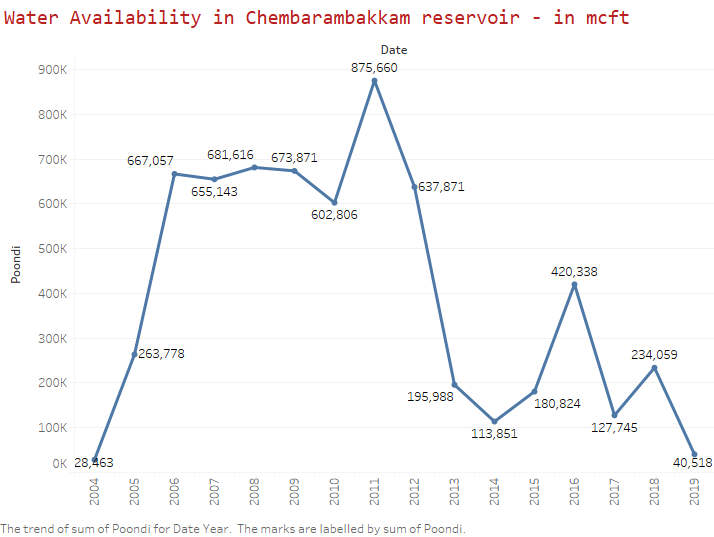 Water Availability in Chembarambakkam reservoir - in mcft
Date
875,660
900K
800K
700K
600K
500K
400K
300K
200K
100K
0K
Poondi
28,463
263,778
667,057
655,143
681,616
673,871
602,806
637,871
195,988
113,851
180,824
420,338
127,745
234,059
40,518
2004
2005
2006
2007
2008
2009
2010
2011
2012
2013
2014
2015
2016
2017
2018
2019
The trend of sum of Poondi for Date Year. The marks are labelled by sum of Poondi.